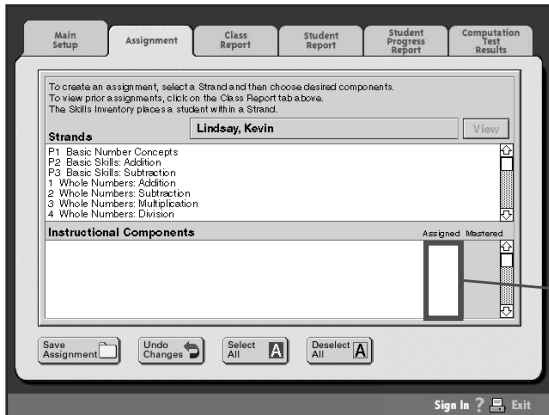 Main Setup
Assignment
Class Report
Student Report
Student Progress Report
Computation Test Results
To create an assignment, select a Strand and then choose desired components.
To view prior assignments, click on the Class Report tab above.
The Skills Inventory places a student within a Strand.
Strands
Lindsay, Kevin
View
P1 Basic Number Concepts
P2 Basic Skills: Addition
P3 Basic Skills: Subtraction
1 Whole Numbers: Addition
2 Whole Numbers: Subtraction
3 Whole Numbers: Multiplication
4 Whole Numbers: Division
Instructional Components
Assigned Mastered
Save Assignment
Undo Changes
Select All A
Deselect All A
Sign In ? Exit